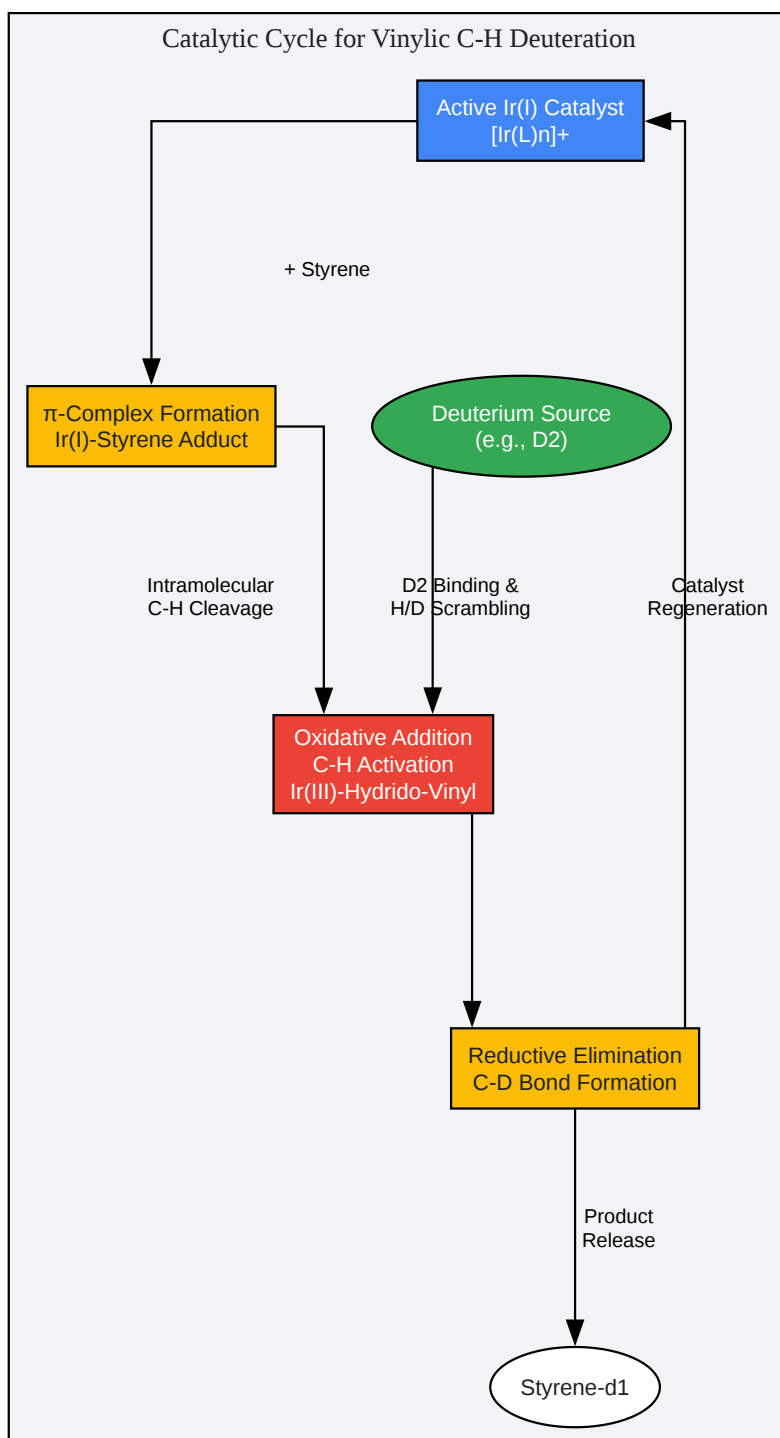 Catalytic Cycle for Vinylic C-H Deuteration
Active Ir(I) Catalyst
[Ir(L)n]+
+ Styrene
π-Complex Formation
Ir(I)-Styrene Adduct
Deuterium Source
(e.g., D2)
Intramolecular
C-H Cleavage
D2 Binding &
H/D Scrambling
Catalyst
Regeneration
Oxidative Addition
C-H Activation
Ir(III)-Hydrido-Vinyl
Reductive Elimination
C-D Bond Formation
Product
Release
Styrene-d1